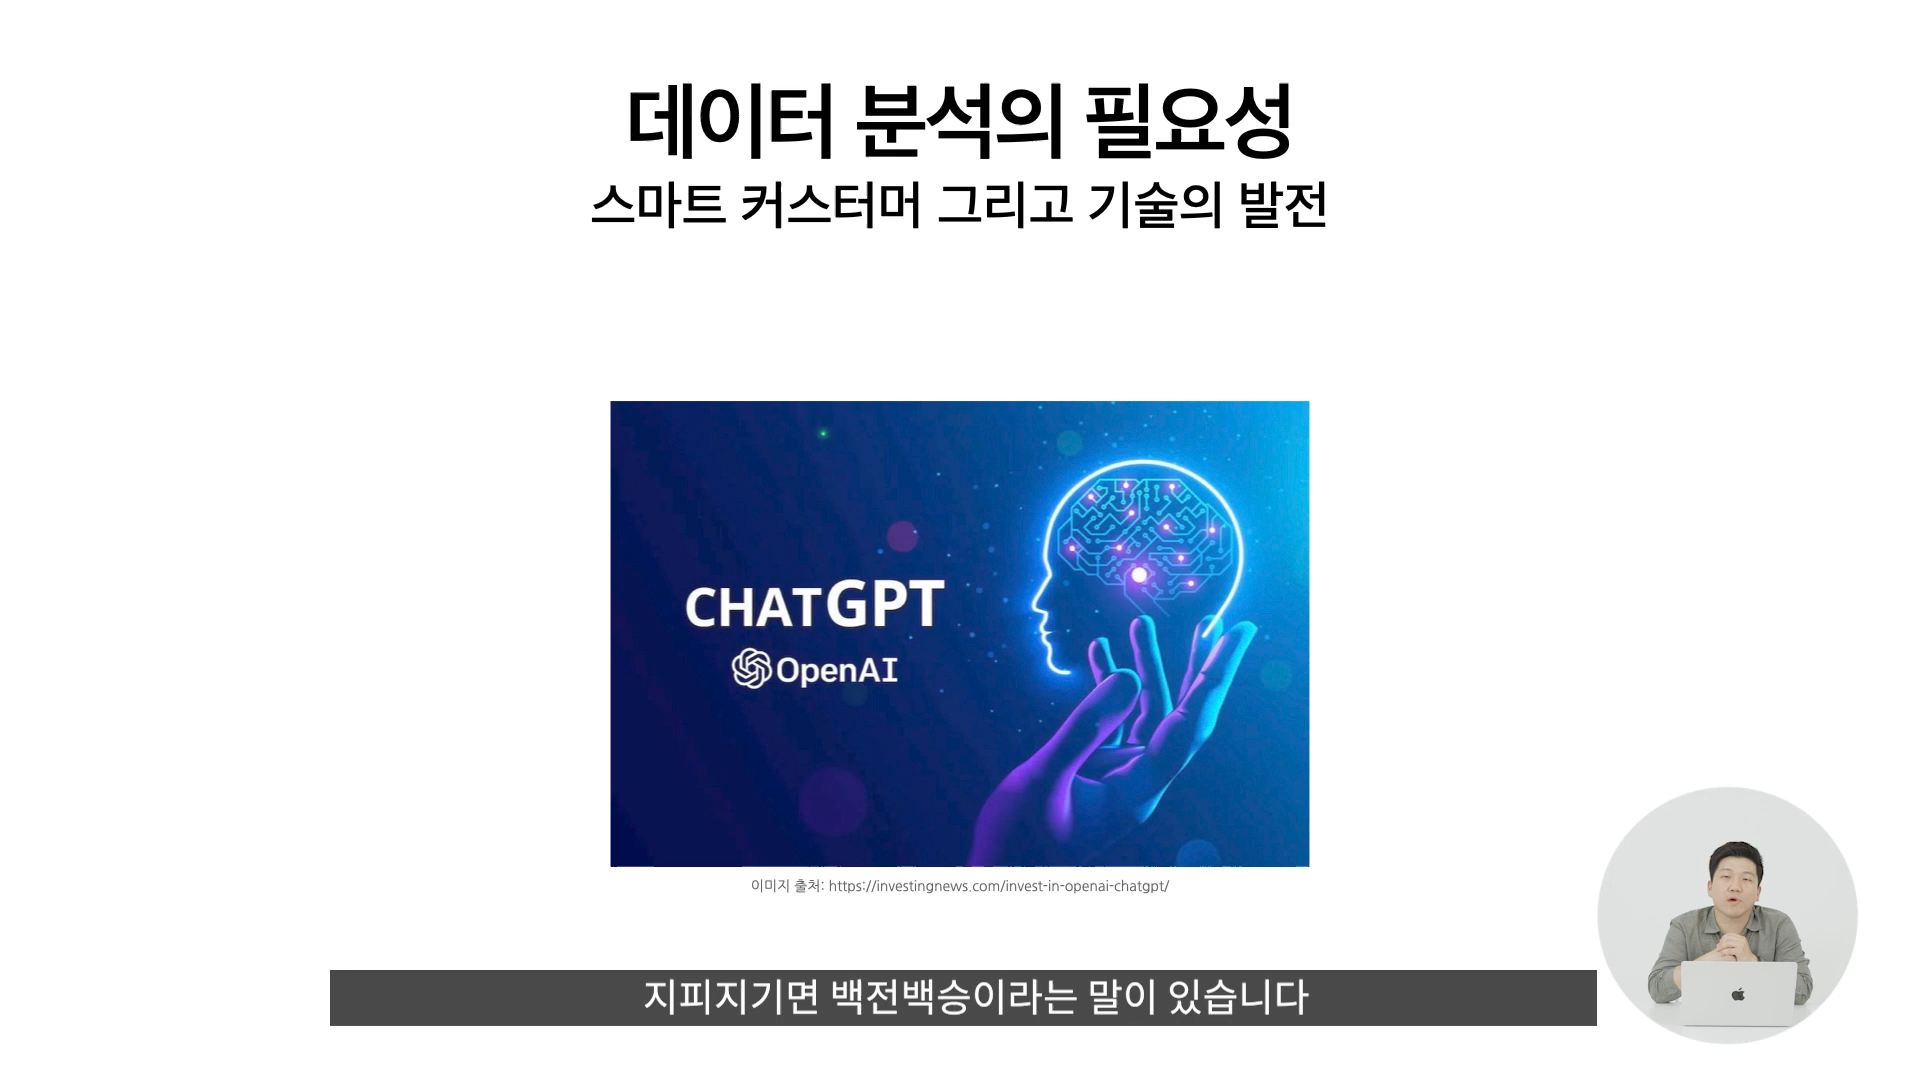 데이터 분석의 필요성
스마트 커스터머 그리고 기술의 발전
CHATGPT
OpenAI
이미지 출처: https://investingnews.com/invest-in-openai-chatgpt/
지피지기면 백전백승이라는 말이 있습니다